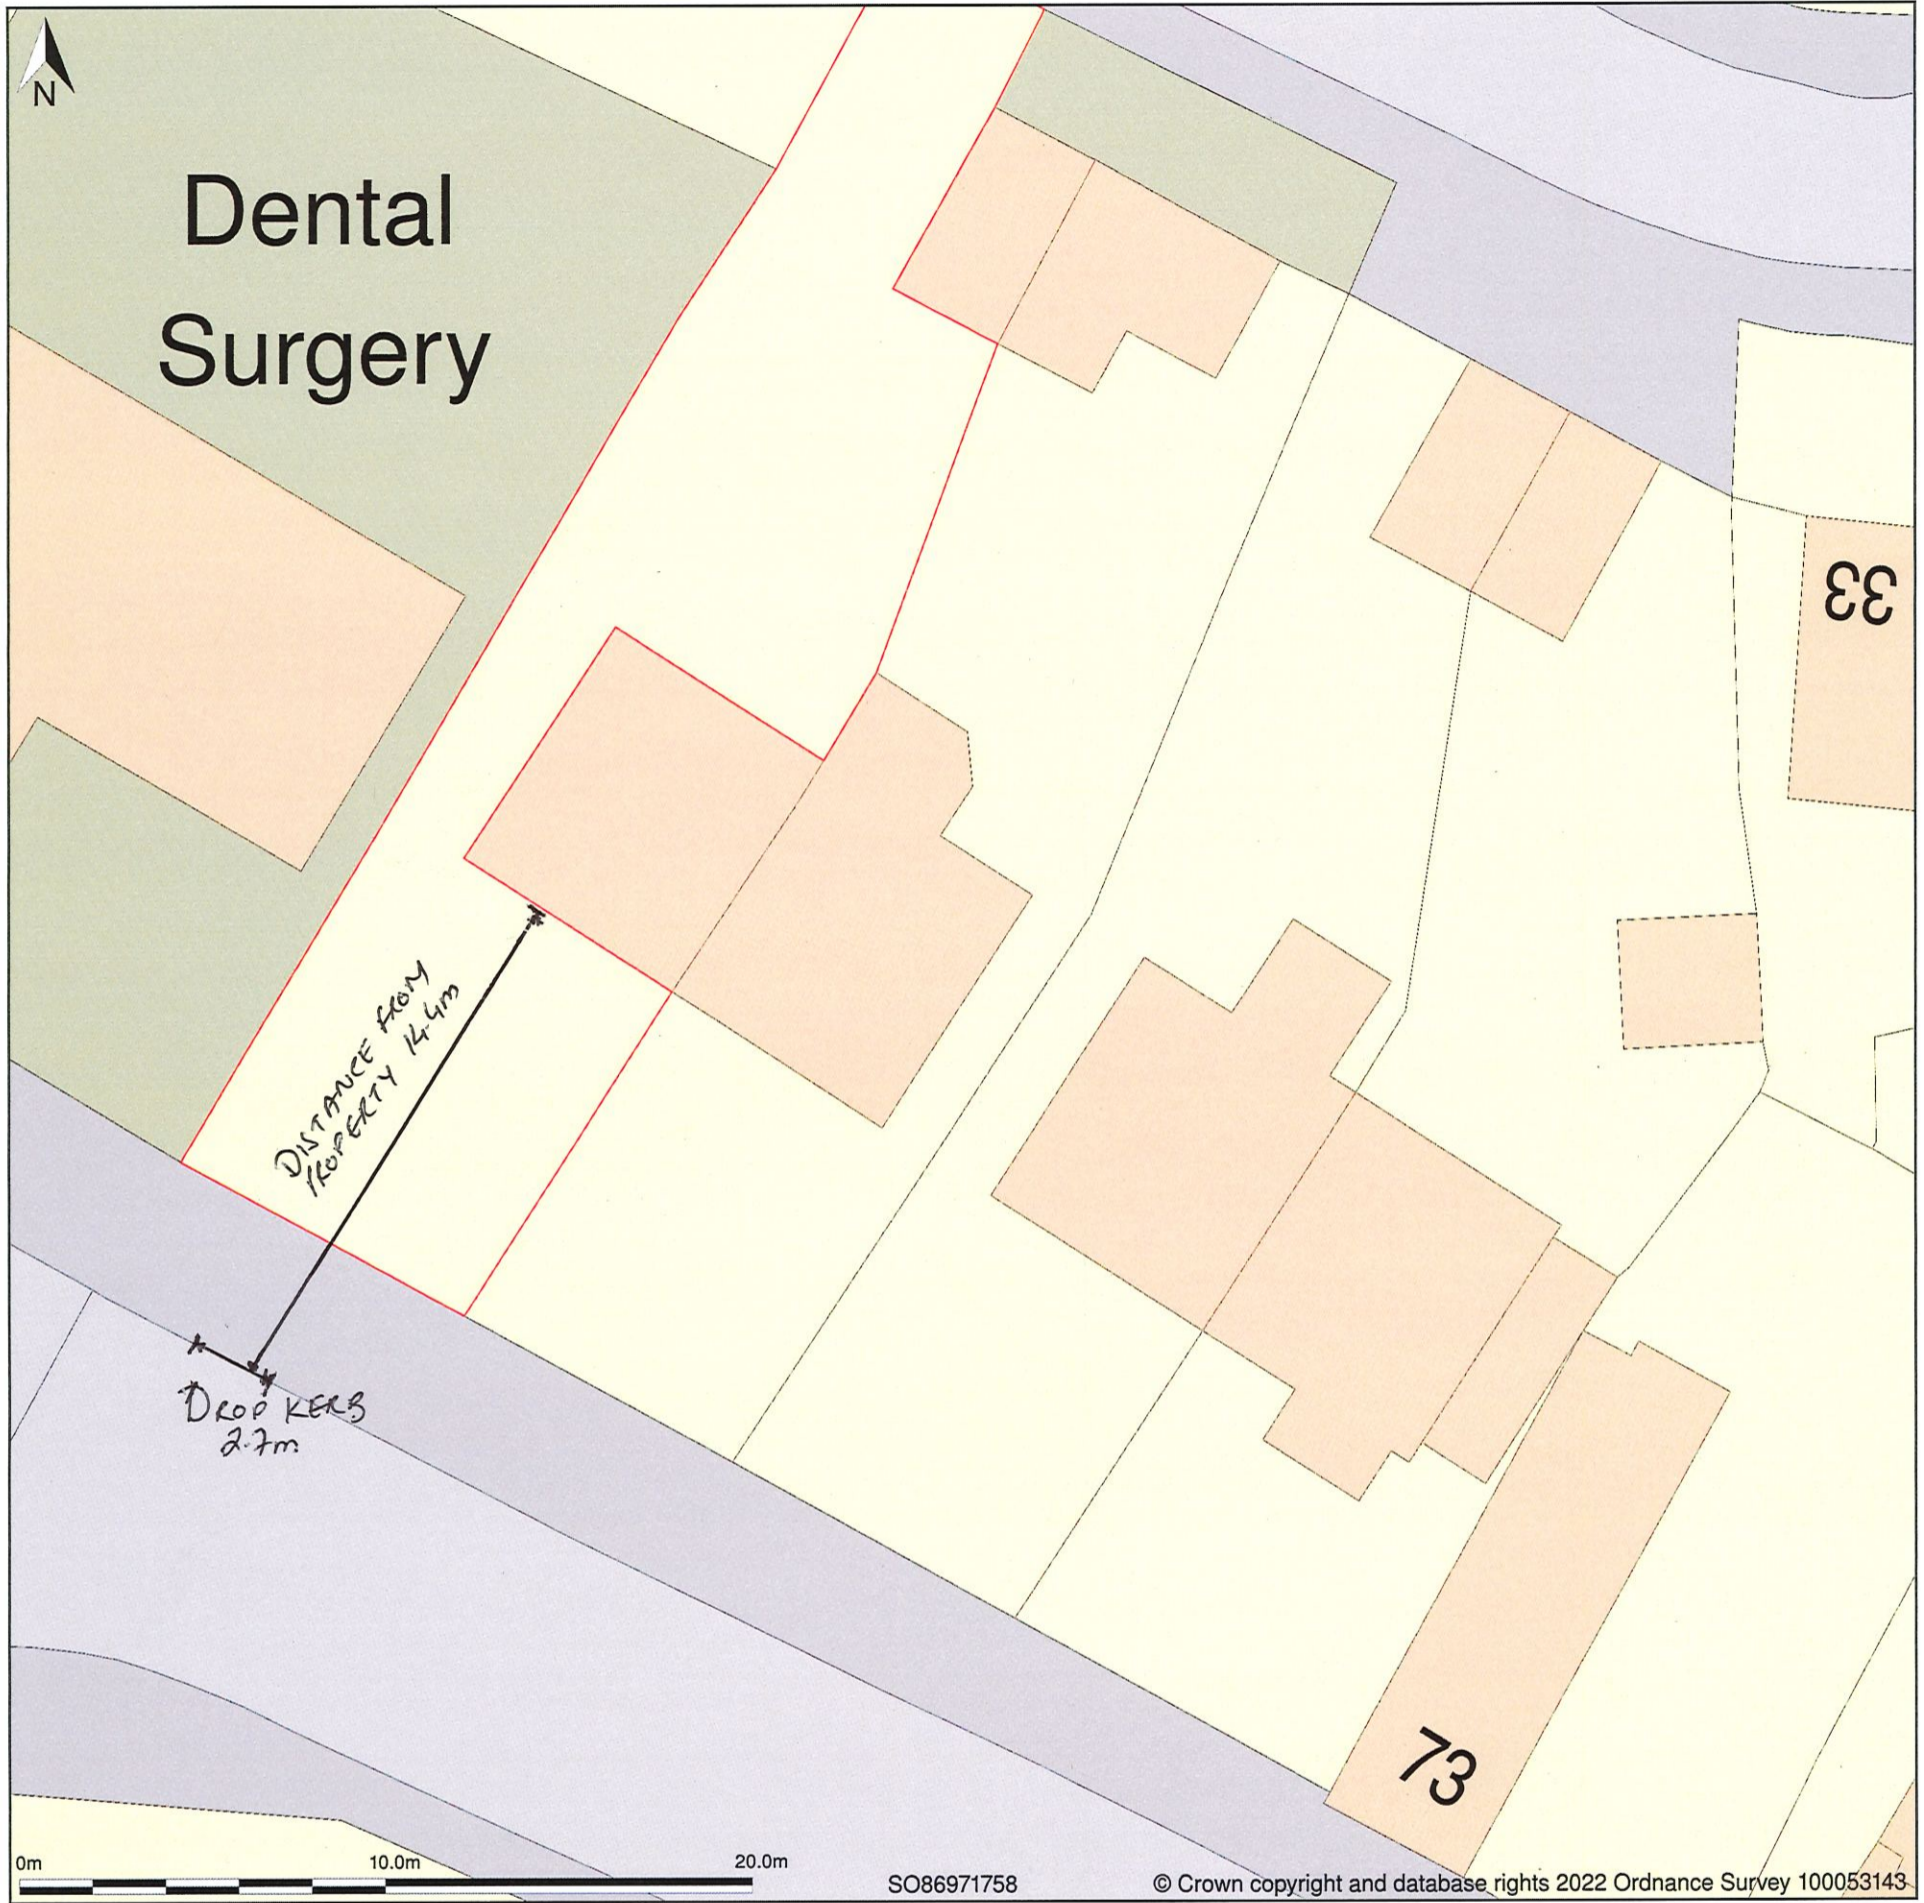 N
Dental
Surgery
33
DISTANCE FROM
PROPERTY 14.4m
DROP KERB
2.7m
73
0m 10.0m 20.0m
SO86971758
© Crown copyright and database rights 2022 Ordnance Survey 100053143